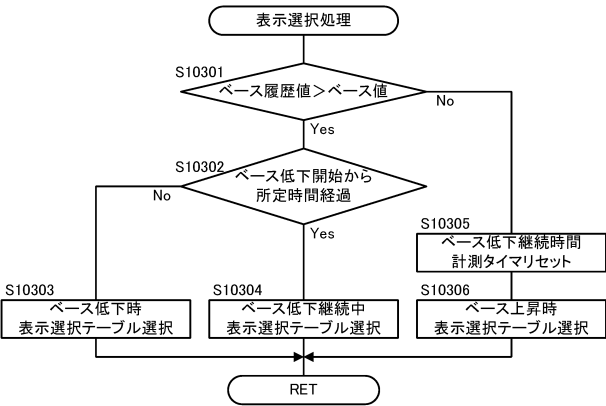 表示選択処理
S10301
ベース履歴値＞ベース値
No
Yes
S10302
ベース低下開始から
所定時間経過
No
Yes
S10305
ベース低下継続時間
計測タイマリセット
S10303
ベース低下時
表示選択テーブル選択
S10304
ベース低下継続中
表示選択テーブル選択
S10306
ベース上昇時
表示選択テーブル選択
RET